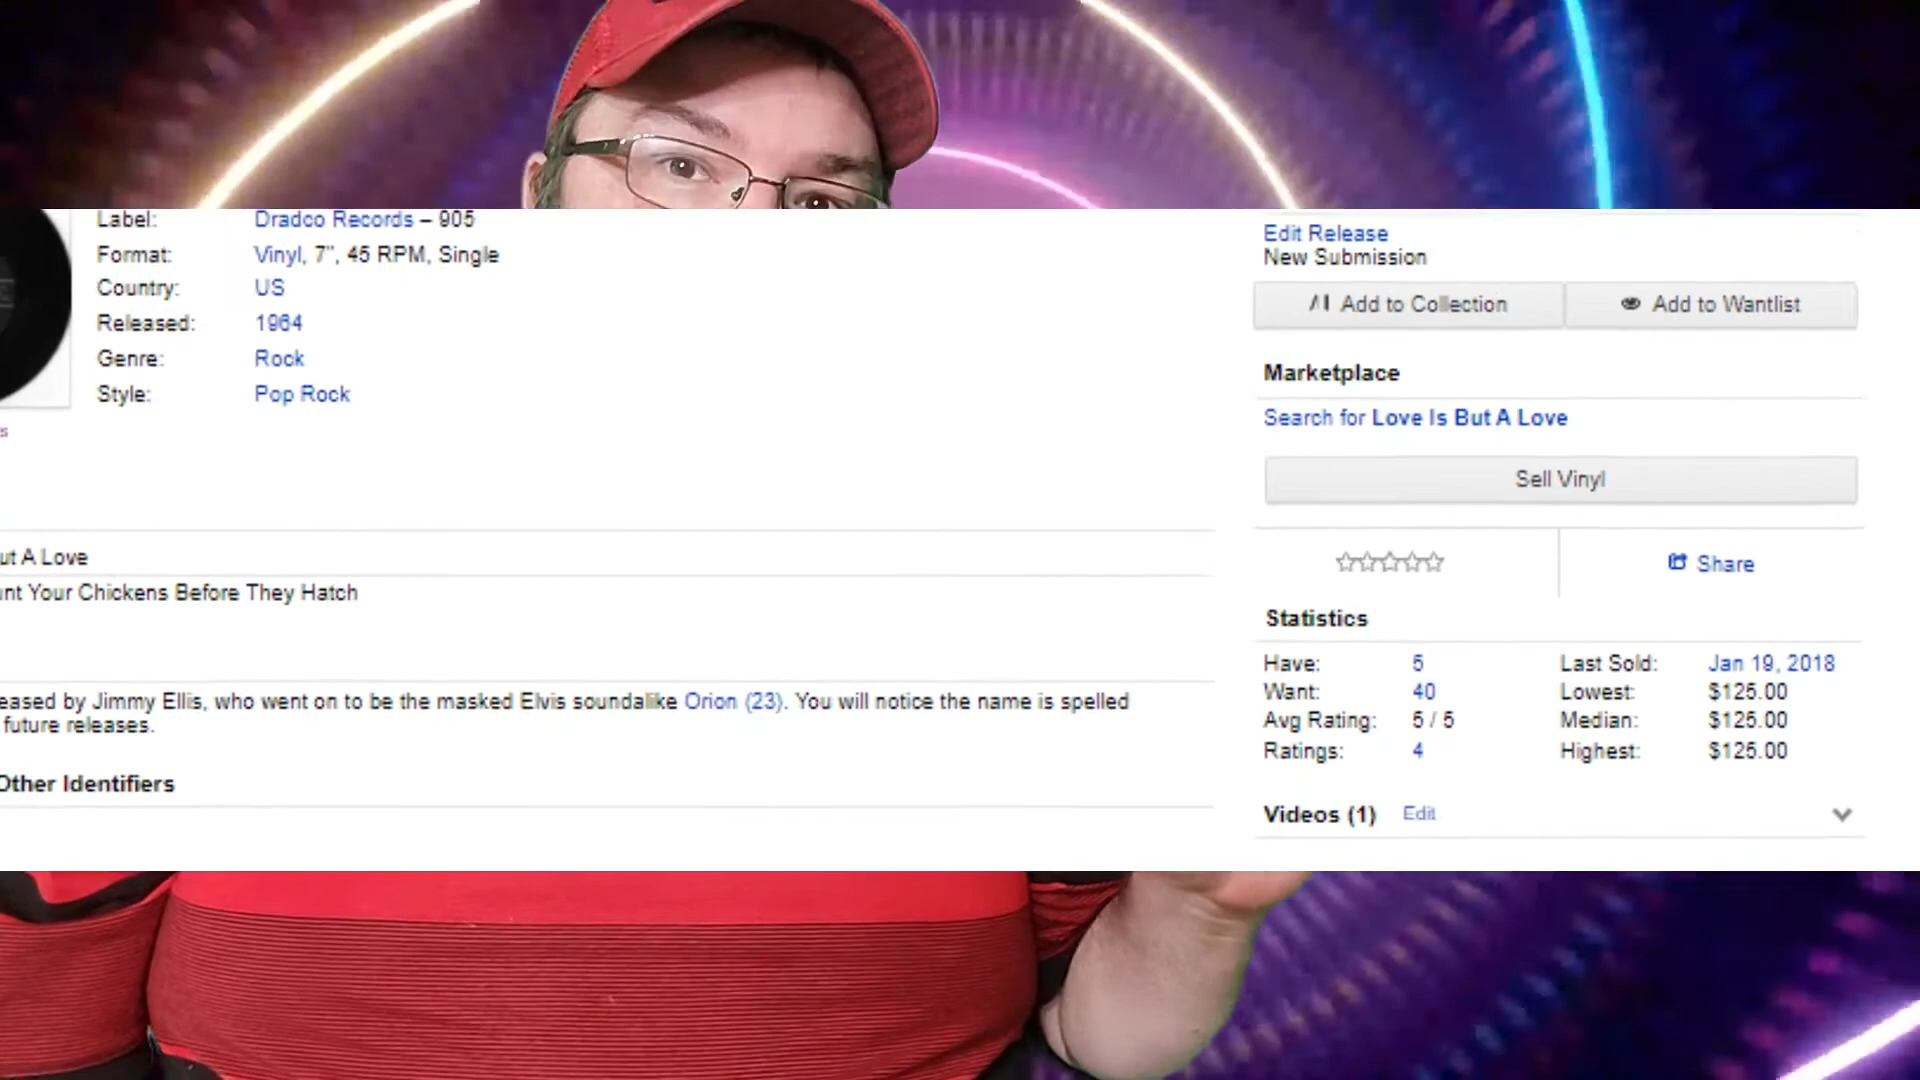 Label: Dradco Records – 905
Format: Vinyl, 7", 45 RPM, Single
Country: US
Released: 1964
Genre: Rock
Style: Pop Rock
s
ut A Love
unt Your Chickens Before They Hatch
eased by Jimmy Ellis, who went on to be the masked Elvis soundalike Orion (23). You will notice the name is spelled
future releases.
Other Identifiers
Edit Release
New Submission
Add to Collection Add to Wantlist
Marketplace
Search for Love Is But A Love
Sell Vinyl
Share
Statistics
Have: 5 Last Sold: Jan 19, 2018
Want: 40 Lowest: $125.00
Avg Rating: 5 / 5 Median: $125.00
Ratings: 4 Highest: $125.00
Videos (1) Edit